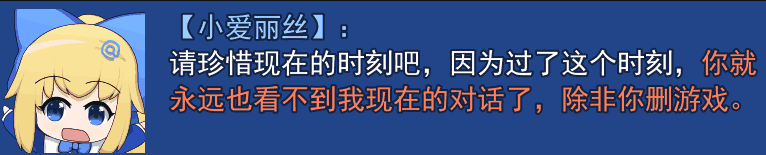 【小爱丽丝】：
请珍惜现在的时刻吧，因为过了这个时刻，你就
永远也看不到我现在的对话了，除非你删游戏。